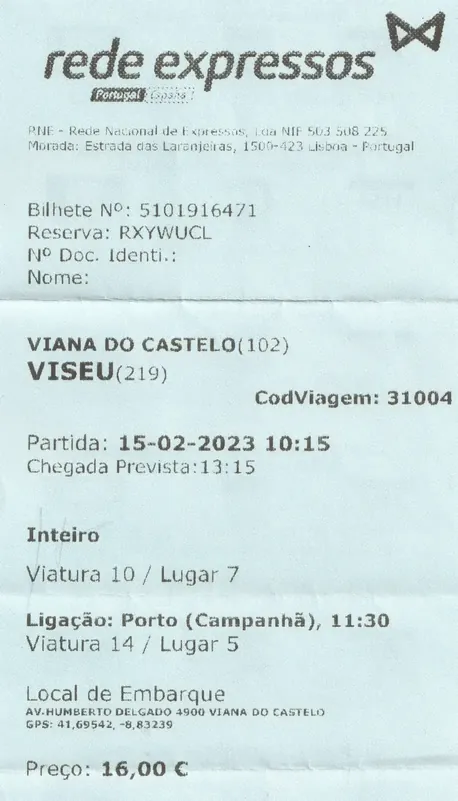 rede expressos
Portugal Espanha
RNE - Rede Nacional de Expressos, Lda NIF 503 508 225
Morada: Estrada das Laranjeiras, 1500-423 Lisboa - Portugal
Bilhete Nº: 5101916471
Reserva: RXYWUCL
Nº Doc. Identi.:
Nome:
VIANA DO CASTELO(102)
VISEU(219)
CodViagem: 31004
Partida: 15-02-2023 10:15
Chegada Prevista:13:15
Inteiro
Viatura 10 / Lugar 7
Ligação: Porto (Campanhã), 11:30
Viatura 14 / Lugar 5
Local de Embarque
AV.HUMBERTO DELGADO 4900 VIANA DO CASTELO
GPS: 41,69542, -8,83239
Preço: 16,00 €